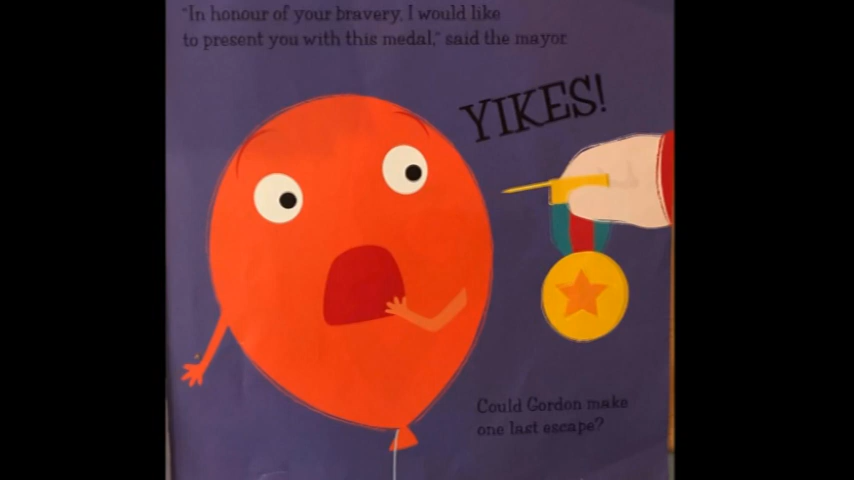 "In honour of your bravery, I would like
to present you with this medal," said the mayor.
YIKES!
Could Gordon make
one last escape?